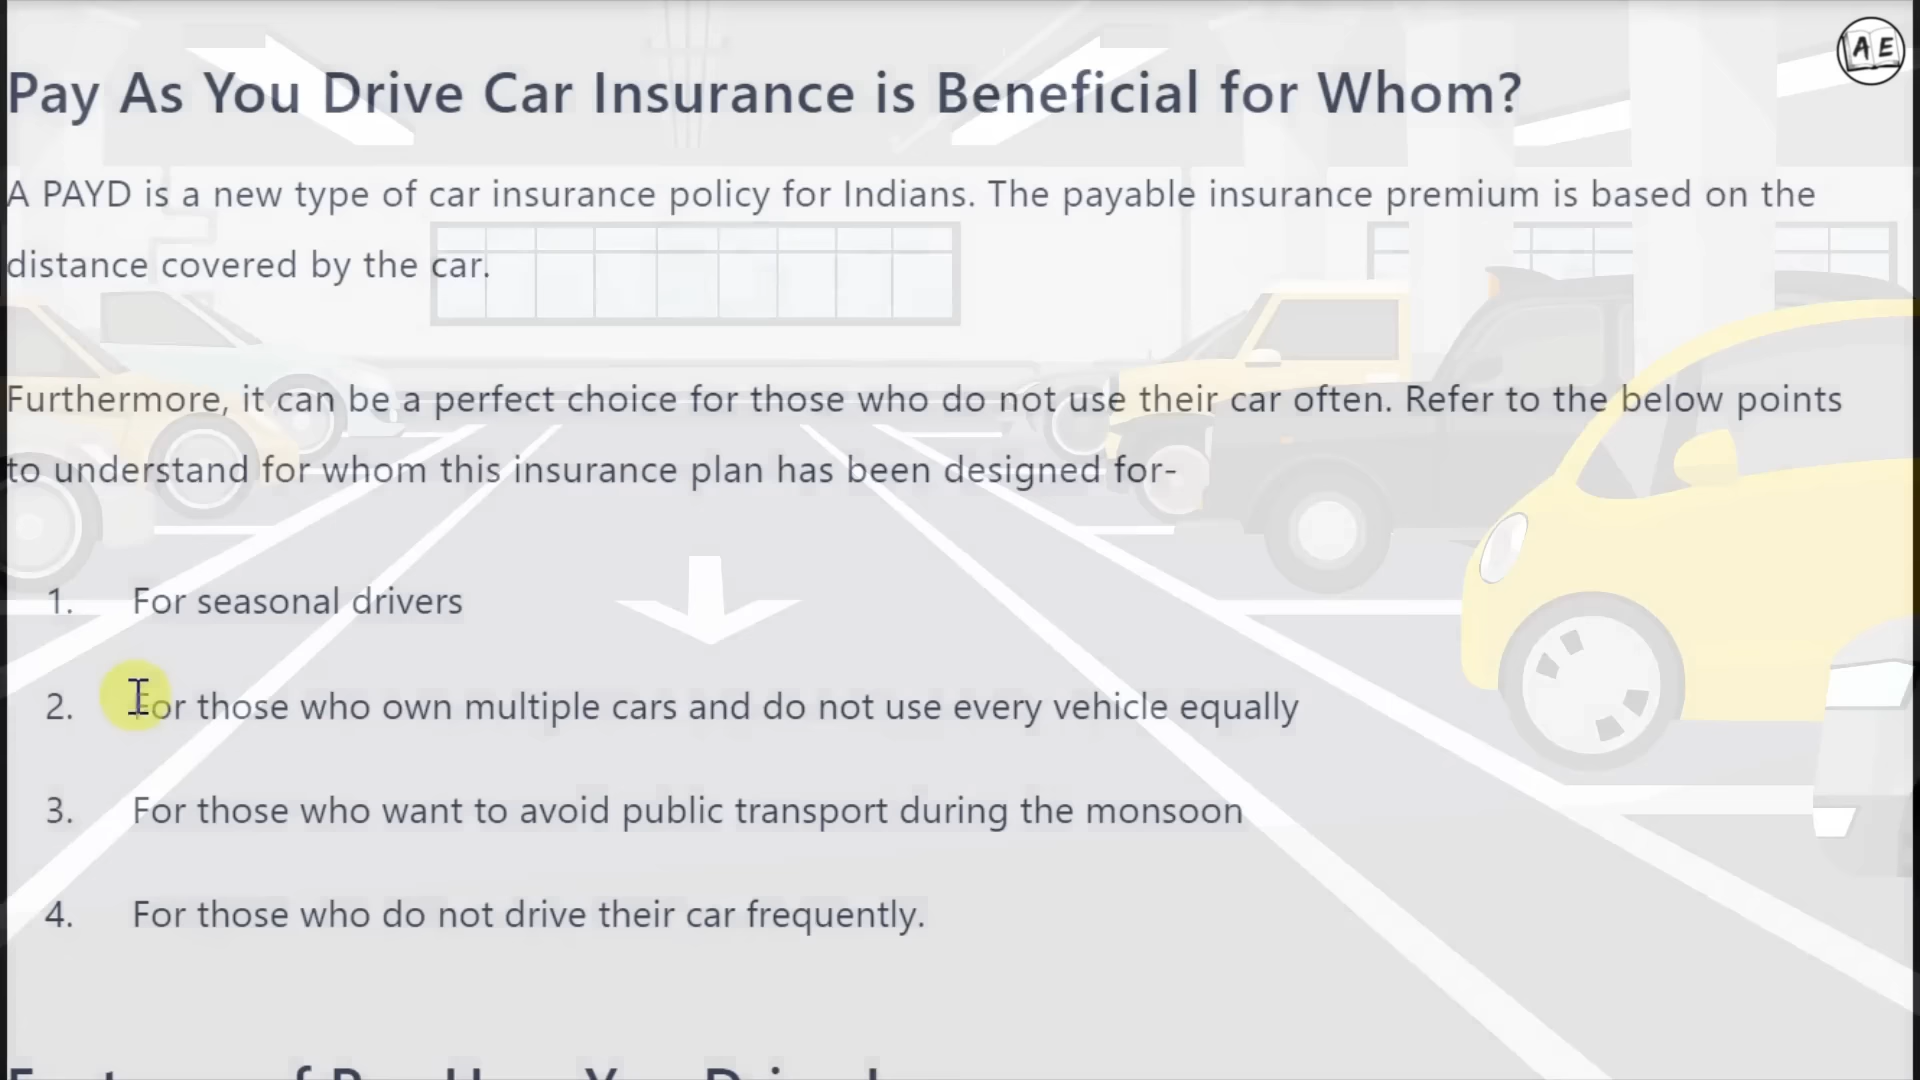 AE
Pay As You Drive Car Insurance is Beneficial for Whom?
A PAYD is a new type of car insurance policy for Indians. The payable insurance premium is based on the
distance covered by the car.
Furthermore, it can be a perfect choice for those who do not use their car often. Refer to the below points
to understand for whom this insurance plan has been designed for-
1. For seasonal drivers
2. For those who own multiple cars and do not use every vehicle equally
3. For those who want to avoid public transport during the monsoon
4. For those who do not drive their car frequently.